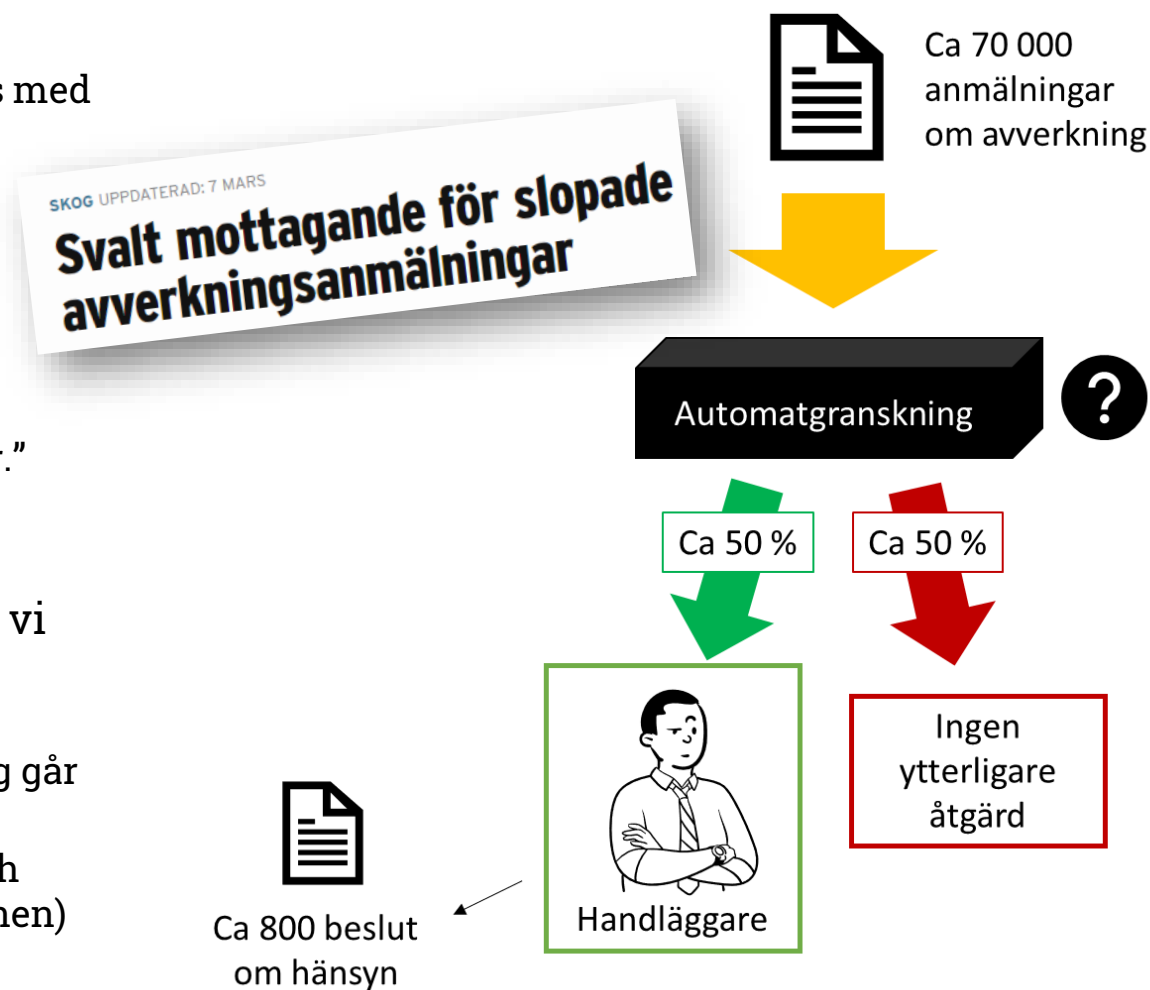 s med
SKOG UPPDATERAD: 7 MARS
Svalt mottagande för slopade
avverkningsanmälningar
.”
vi
g går
h
nen)
Ca 70 000
anmälningar
om avverkning
Automatgranskning
?
Ca 50 %
Ca 50 %
Handläggare
Ingen
ytterligare
åtgärd
Ca 800 beslut
om hänsyn